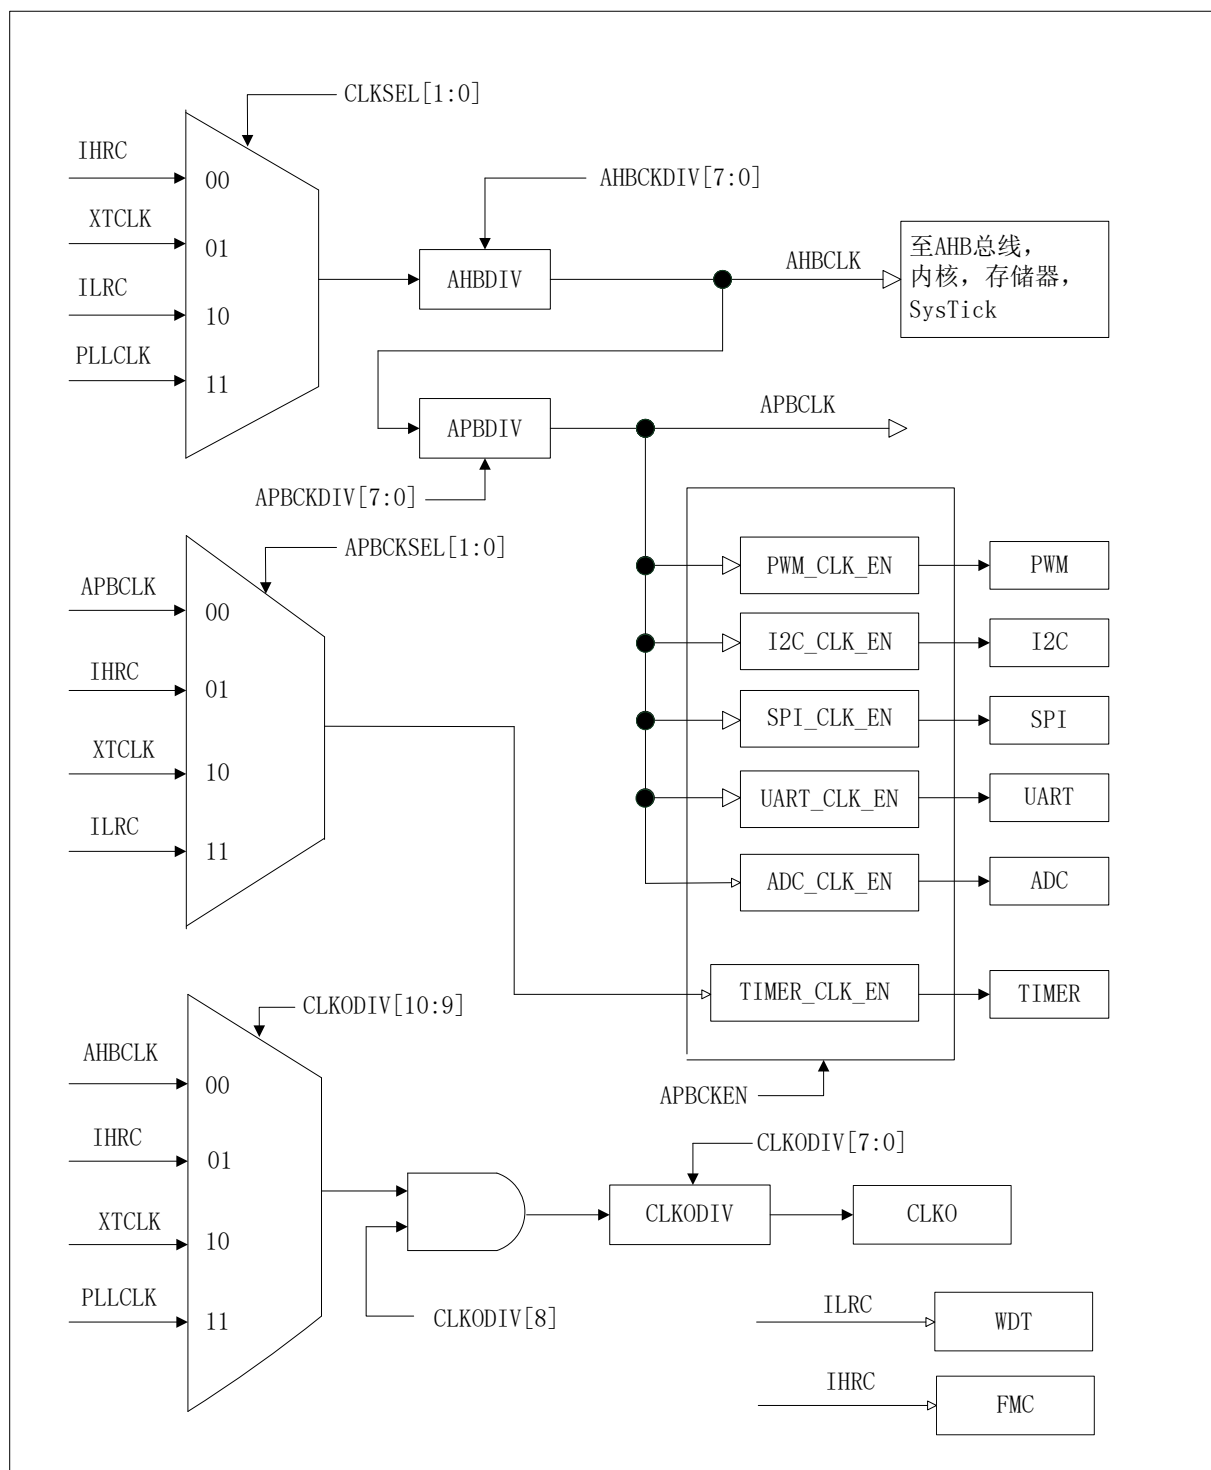 CLKSEL[1:0]
IHRC
00
XTCLK
01
ILRC
10
PLLCLK
11
AHBCKDIV[7:0]
AHBDIV
AHBCLK
至AHB总线，
内核，存储器，
SysTick
APBDIV
APBCLK
APBCKDIV[7:0]
APBCKSEL[1:0]
APBCLK
00
IHRC
01
XTCLK
10
ILRC
11
PWM_CLK_EN
PWM
I2C_CLK_EN
I2C
SPI_CLK_EN
SPI
UART_CLK_EN
UART
ADC_CLK_EN
ADC
TIMER_CLK_EN
TIMER
APBCKEN
CLKODIV[10:9]
AHBCLK
00
IHRC
01
XTCLK
10
PLLCLK
11
CLKODIV[7:0]
CLKODIV
CLKO
CLKODIV[8]
ILRC
WDT
IHRC
FMC